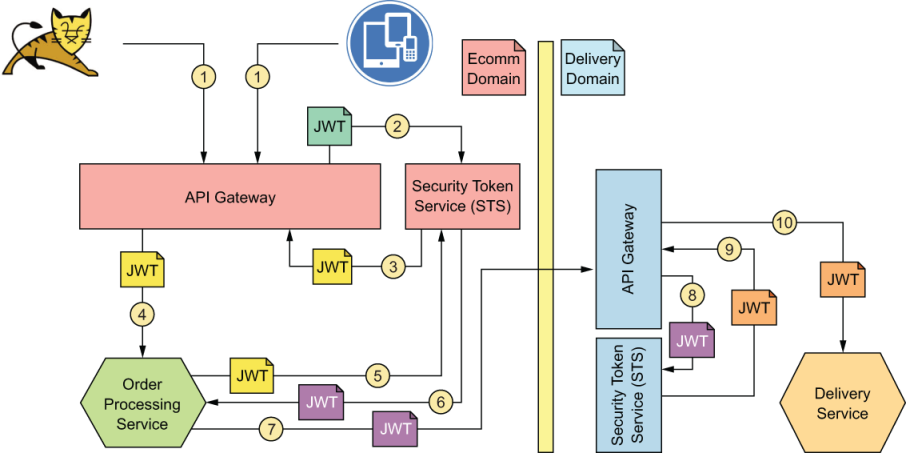 Ecomm
Domain
Delivery
Domain
1
1
JWT
2
API Gateway
Security Token
Service (STS)
API Gateway
10
9
JWT
3
JWT
8
JWT
JWT
4
JWT
Order
Processing
Service
JWT
5
JWT
6
7
JWT
Security Token
Service (STS)
Delivery
Service